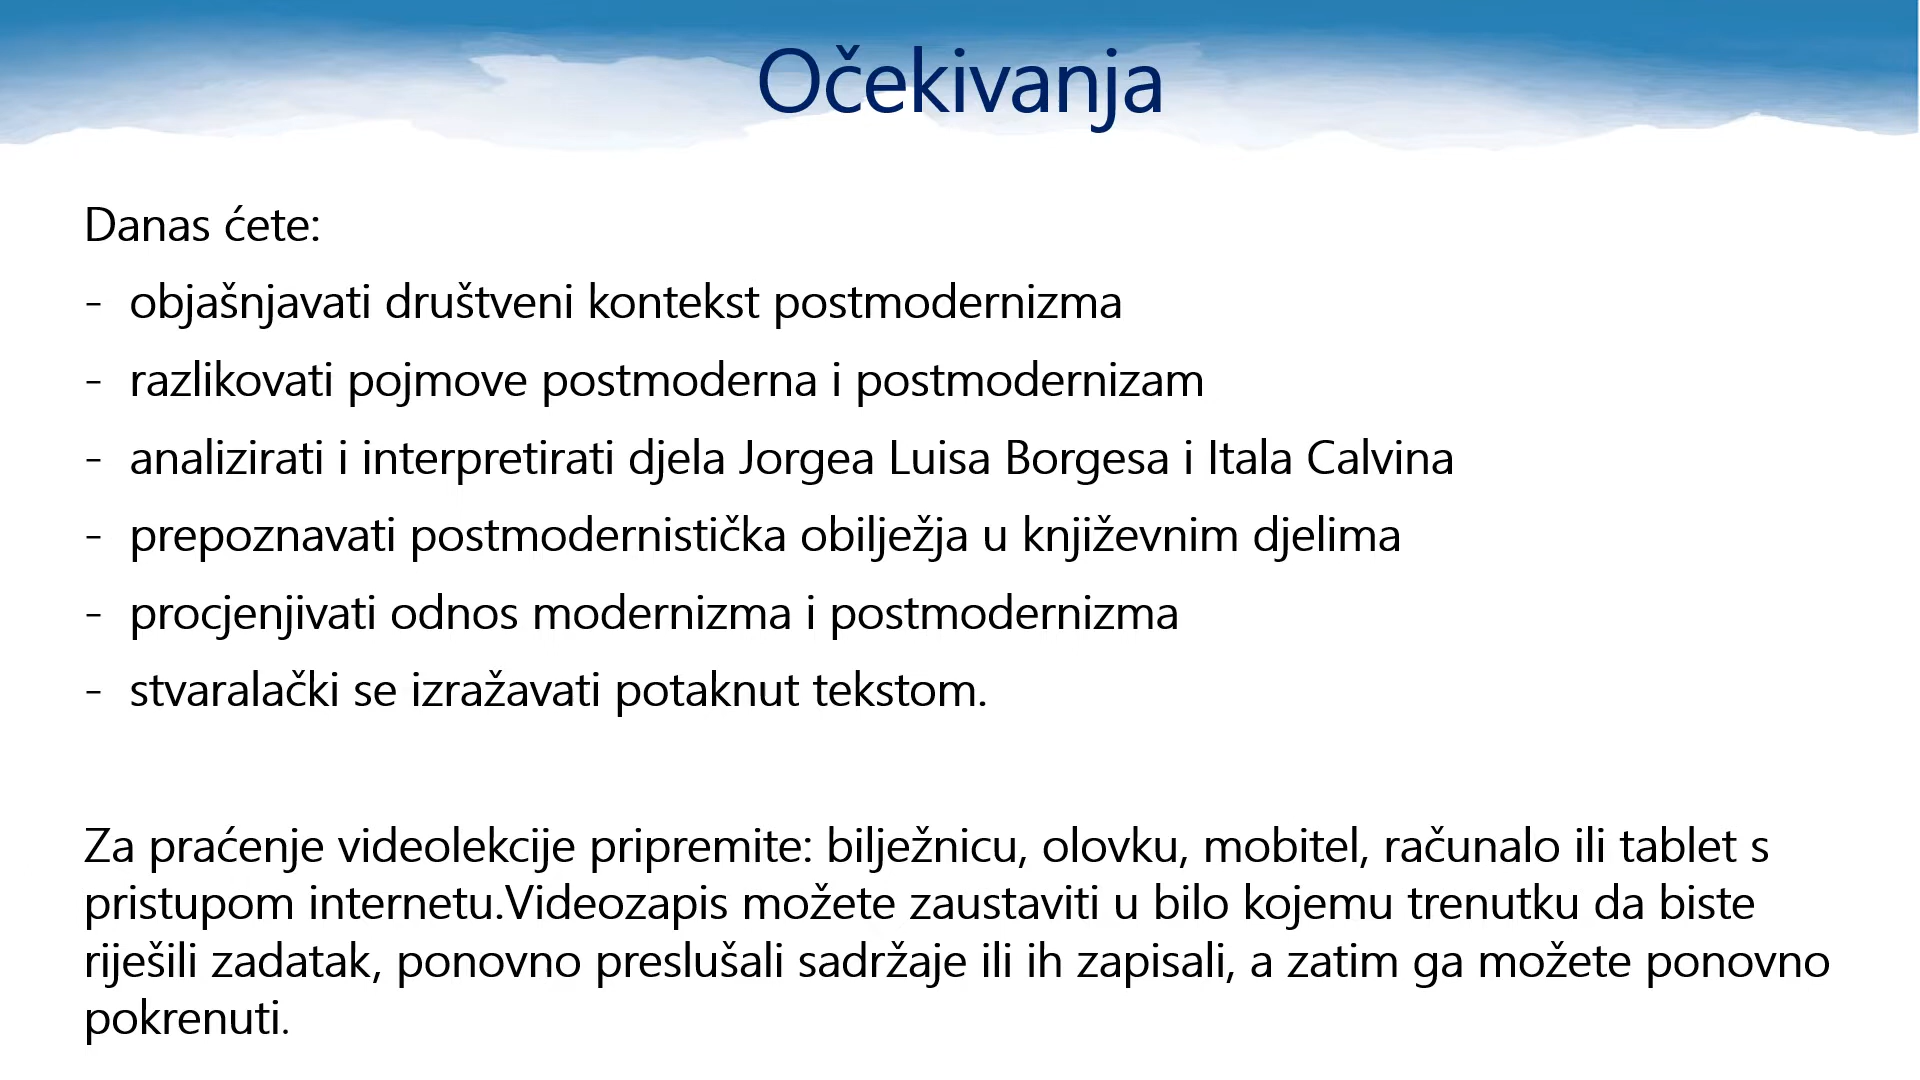 Očekivanja
Danas ćete:
- objašnjavati društveni kontekst postmodernizma
- razlikovati pojmove postmoderna i postmodernizam
- analizirati i interpretirati djela Jorgea Luisa Borgesa i Itala Calvina
- prepoznavati postmodernistička obilježja u književnim djelima
- procjenjivati odnos modernizma i postmodernizma
- stvaralački se izražavati potaknut tekstom.
Za praćenje videolekcije pripremite: bilježnicu, olovku, mobitel, računalo ili tablet s
pristupom internetu.Videozapis možete zaustaviti u bilo kojemu trenutku da biste
riješili zadatak, ponovno preslušali sadržaje ili ih zapisali, a zatim ga možete ponovno
pokrenuti.